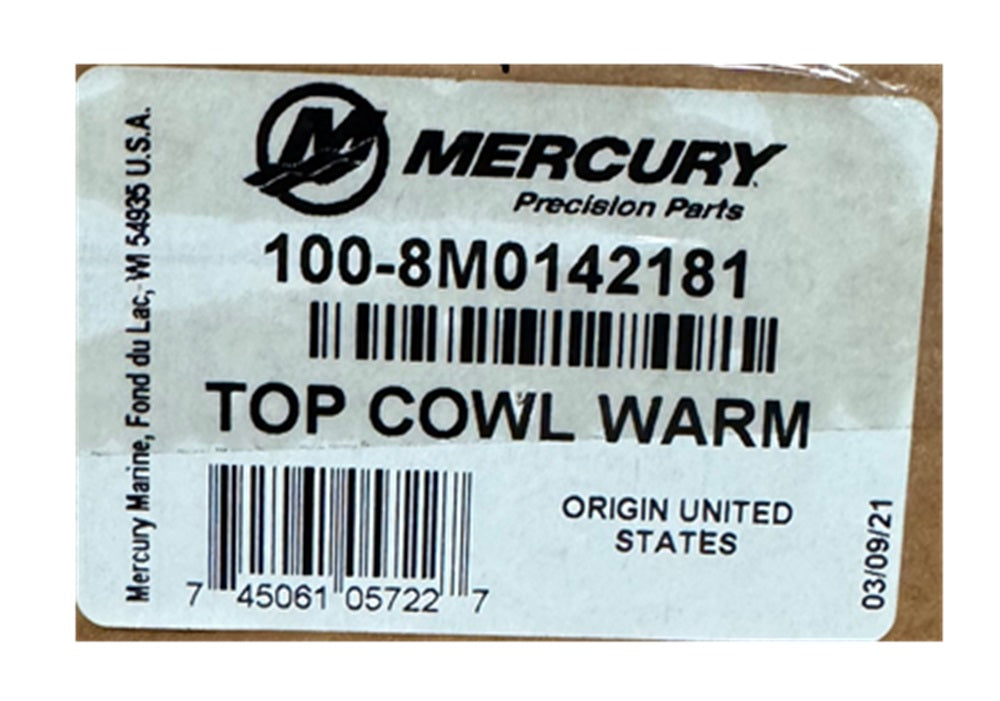 MERCURY
Precision Parts
100-8M0142181
TOP COWL WARM
ORIGIN UNITED
STATES
7 45061 05722 7
Mercury Marine, Fond du Lac, WI 54935 U.S.A.
03/09/21